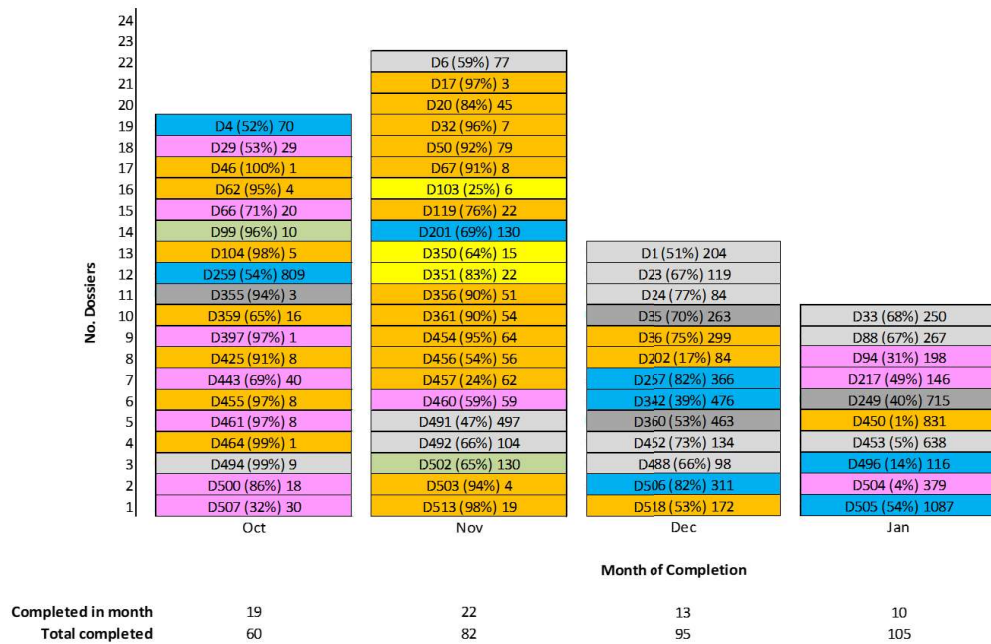 24
23
22 D6 (59%) 77
21 D17 (97%) 3
20 D20 (84%) 45
19 D4 (52%) 70 D32 (96%) 7
18 D29 (53%) 29 D50 (92%) 79
17 D46 (100%) 1 D67 (91%) 8
16 D62 (95%) 4 D103 (25%) 6
15 D66 (71%) 20 D119 (76%) 22
14 D99 (96%) 10 D201 (69%) 130
13 D104 (98%) 5 D350 (64%) 15 D1 (51%) 204
12 D259 (54%) 809 D351 (83%) 22 D23 (67%) 119
11 D355 (94%) 3 D356 (90%) 51 D24 (77%) 84
10 D359 (65%) 16 D361 (90%) 54 D35 (70%) 263 D33 (68%) 250
9 D397 (97%) 1 D454 (95%) 64 D36 (75%) 299 D88 (67%) 267
8 D425 (91%) 8 D456 (54%) 56 D202 (17%) 84 D94 (31%) 198
7 D443 (69%) 40 D457 (24%) 62 D257 (82%) 366 D217 (49%) 146
6 D455 (97%) 8 D460 (59%) 59 D342 (39%) 476 D249 (40%) 715
5 D461 (97%) 8 D491 (47%) 497 D360 (53%) 463 D450 (1%) 831
4 D464 (99%) 1 D492 (66%) 104 D452 (73%) 134 D453 (5%) 638
3 D494 (99%) 9 D502 (65%) 130 D488 (66%) 98 D496 (14%) 116
2 D500 (86%) 18 D503 (94%) 4 D506 (82%) 311 D504 (4%) 379
1 D507 (32%) 30 D513 (98%) 19 D518 (53%) 172 D505 (54%) 1087
No. Dossiers
Oct Nov Dec Jan
Month of Completion
Completed in month 19 22 13 10
Total completed 60 82 95 105